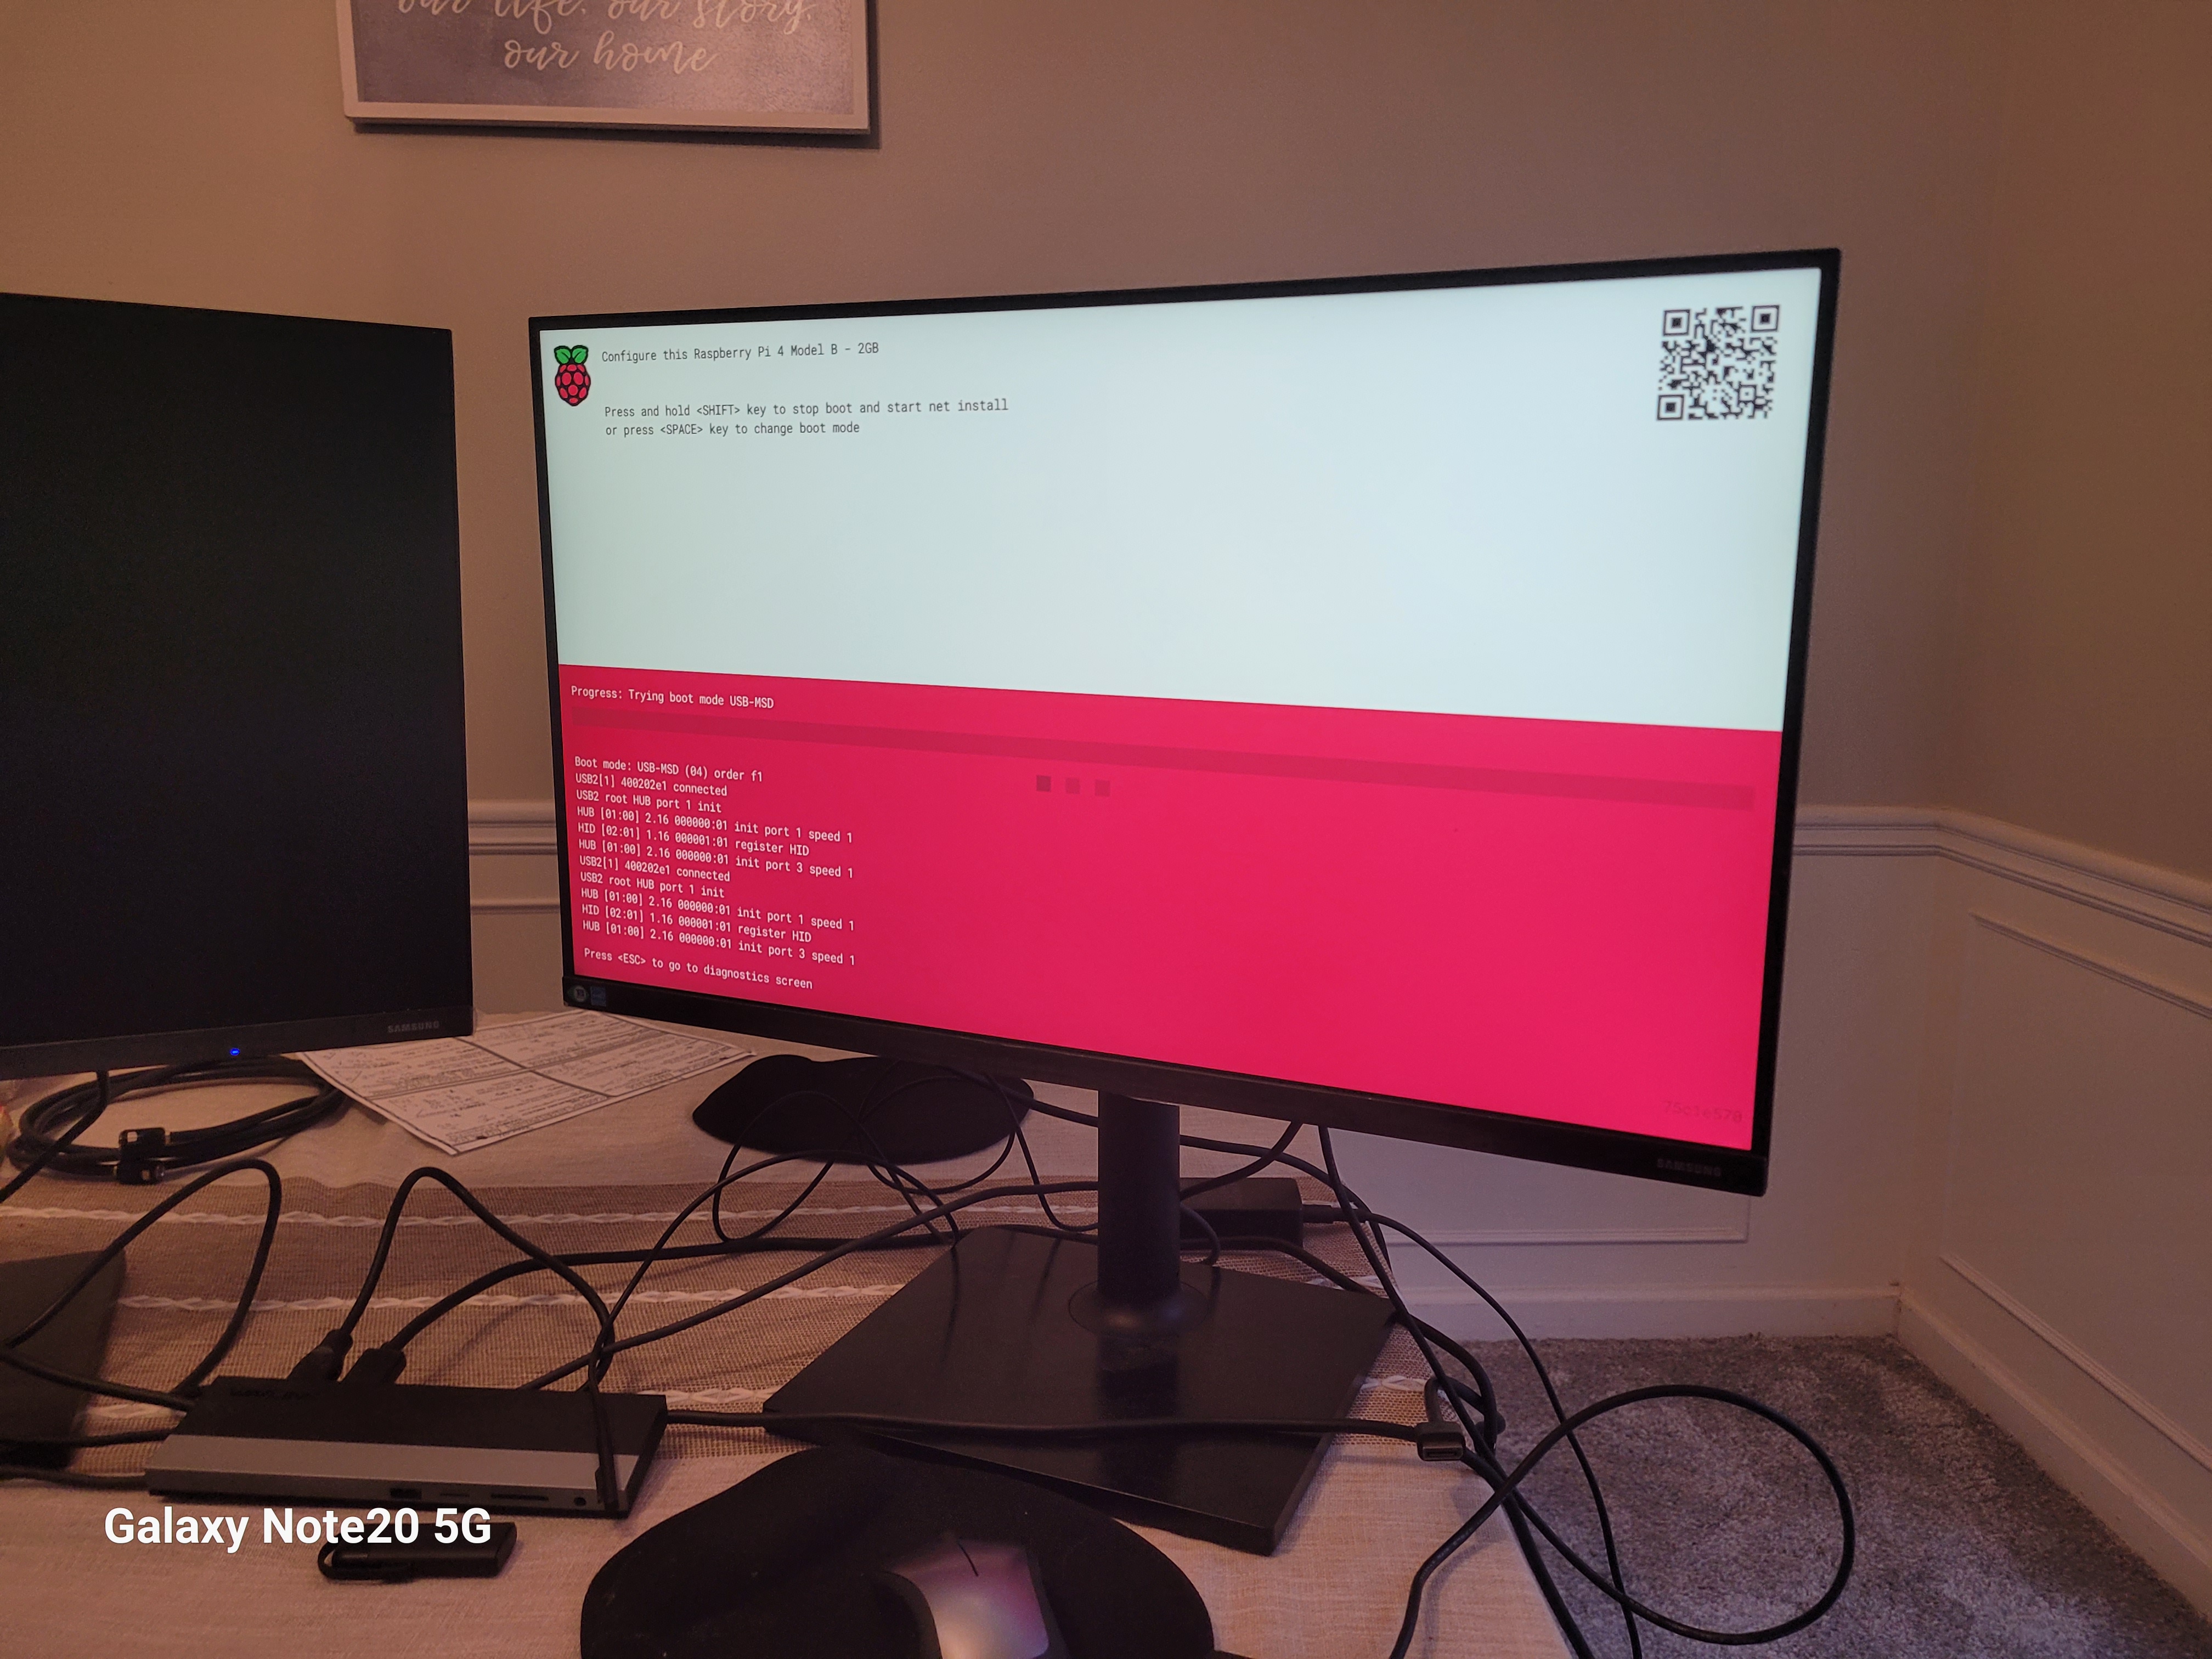 our life. our story.
our home
Configure this Raspberry Pi 4 Model B - 2GB
Press and hold <SHIFT> key to stop boot and start net install
or press <SPACE> key to change boot mode
Progress: Trying boot mode USB-MSD
Boot mode: USB-MSD (04) order f1
USB2[1] 400202e1 connected
USB2 root HUB port 1 init
HUB [01:00] 2.16 000000:01 init port 1 speed 1
HID [02:01] 1.16 000001:01 register HID
HUB [01:00] 2.16 000000:01 init port 3 speed 1
USB2[1] 400202e1 connected
USB2 root HUB port 1 init
HUB [01:00] 2.16 000000:01 init port 1 speed 1
HID [02:01] 1.16 000001:01 register HID
HUB [01:00] 2.16 000000:01 init port 3 speed 1
Press <ESC> to go to diagnostics screen
SAMSUNG
SAMSUNG
Galaxy Note20 5G